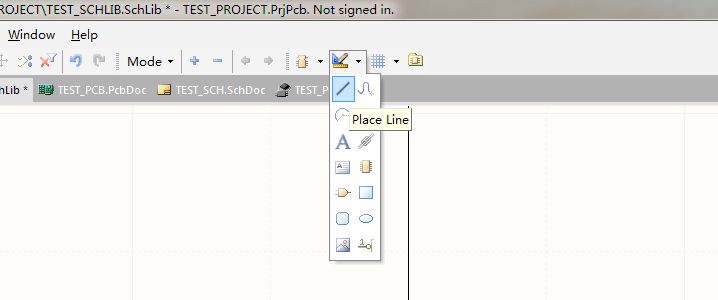 ROJECT\TEST_SCHLIB.SchLib * - TEST_PROJECT.PrjPcb. Not signed in.
Window Help
Mode
hLib * TEST_PCB.PcbDoc TEST_SCH.SchDoc TEST_P
Place Line
A